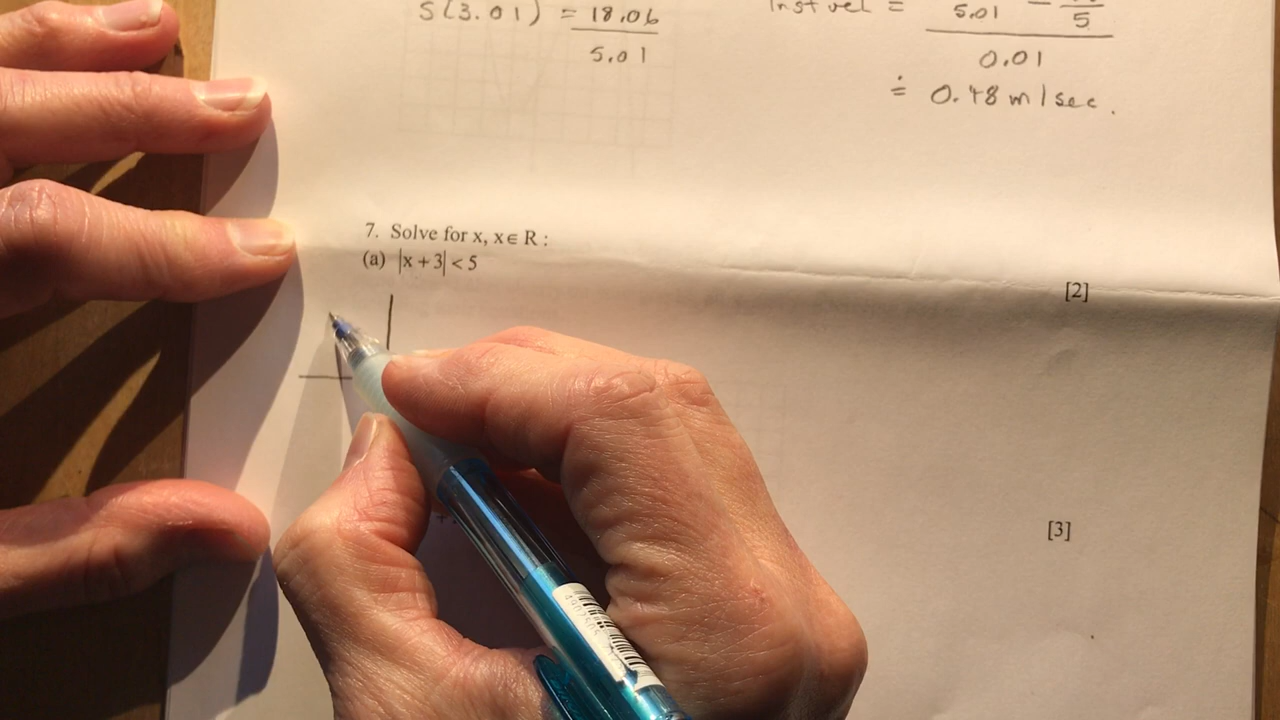 S(3.01) = 18.06
5.01
Inst vel =
5.01 -
5
0.01
≐ 0.48 m/sec.
7. Solve for x, x∈R:
(a) |x + 3| < 5
[2]
[3]